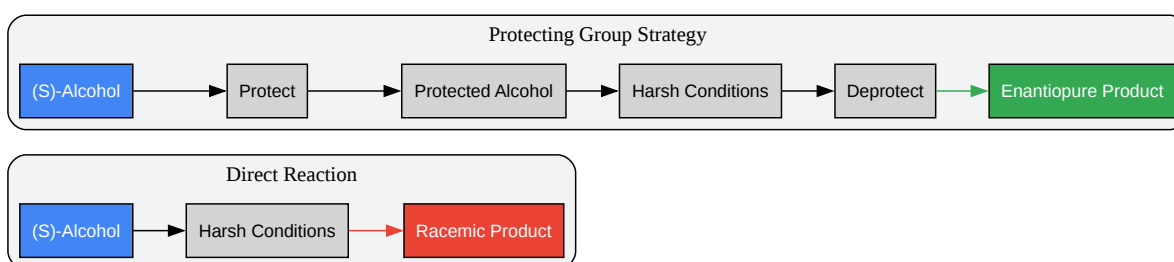 Protecting Group Strategy
(S)-Alcohol
Protect
Protected Alcohol
Harsh Conditions
Deprotect
Enantiopure Product
Direct Reaction
(S)-Alcohol
Harsh Conditions
Racemic Product